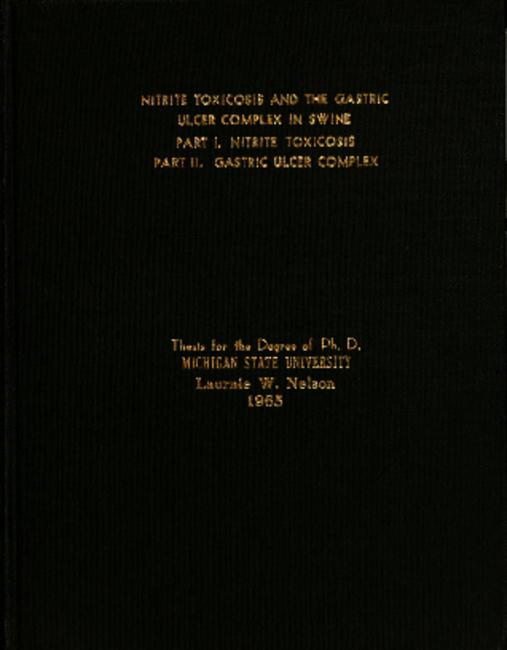 NITRITE TOXICOSIS AND THE GASTRIC
ULCER COMPLEX IN SWINE
PART I. NITRITE TOXICOSIS
PART II. GASTRIC ULCER COMPLEX
Thesis for the Degree of Ph. D.
MICHIGAN STATE UNIVERSITY
Laurnie W. Nelson
1965